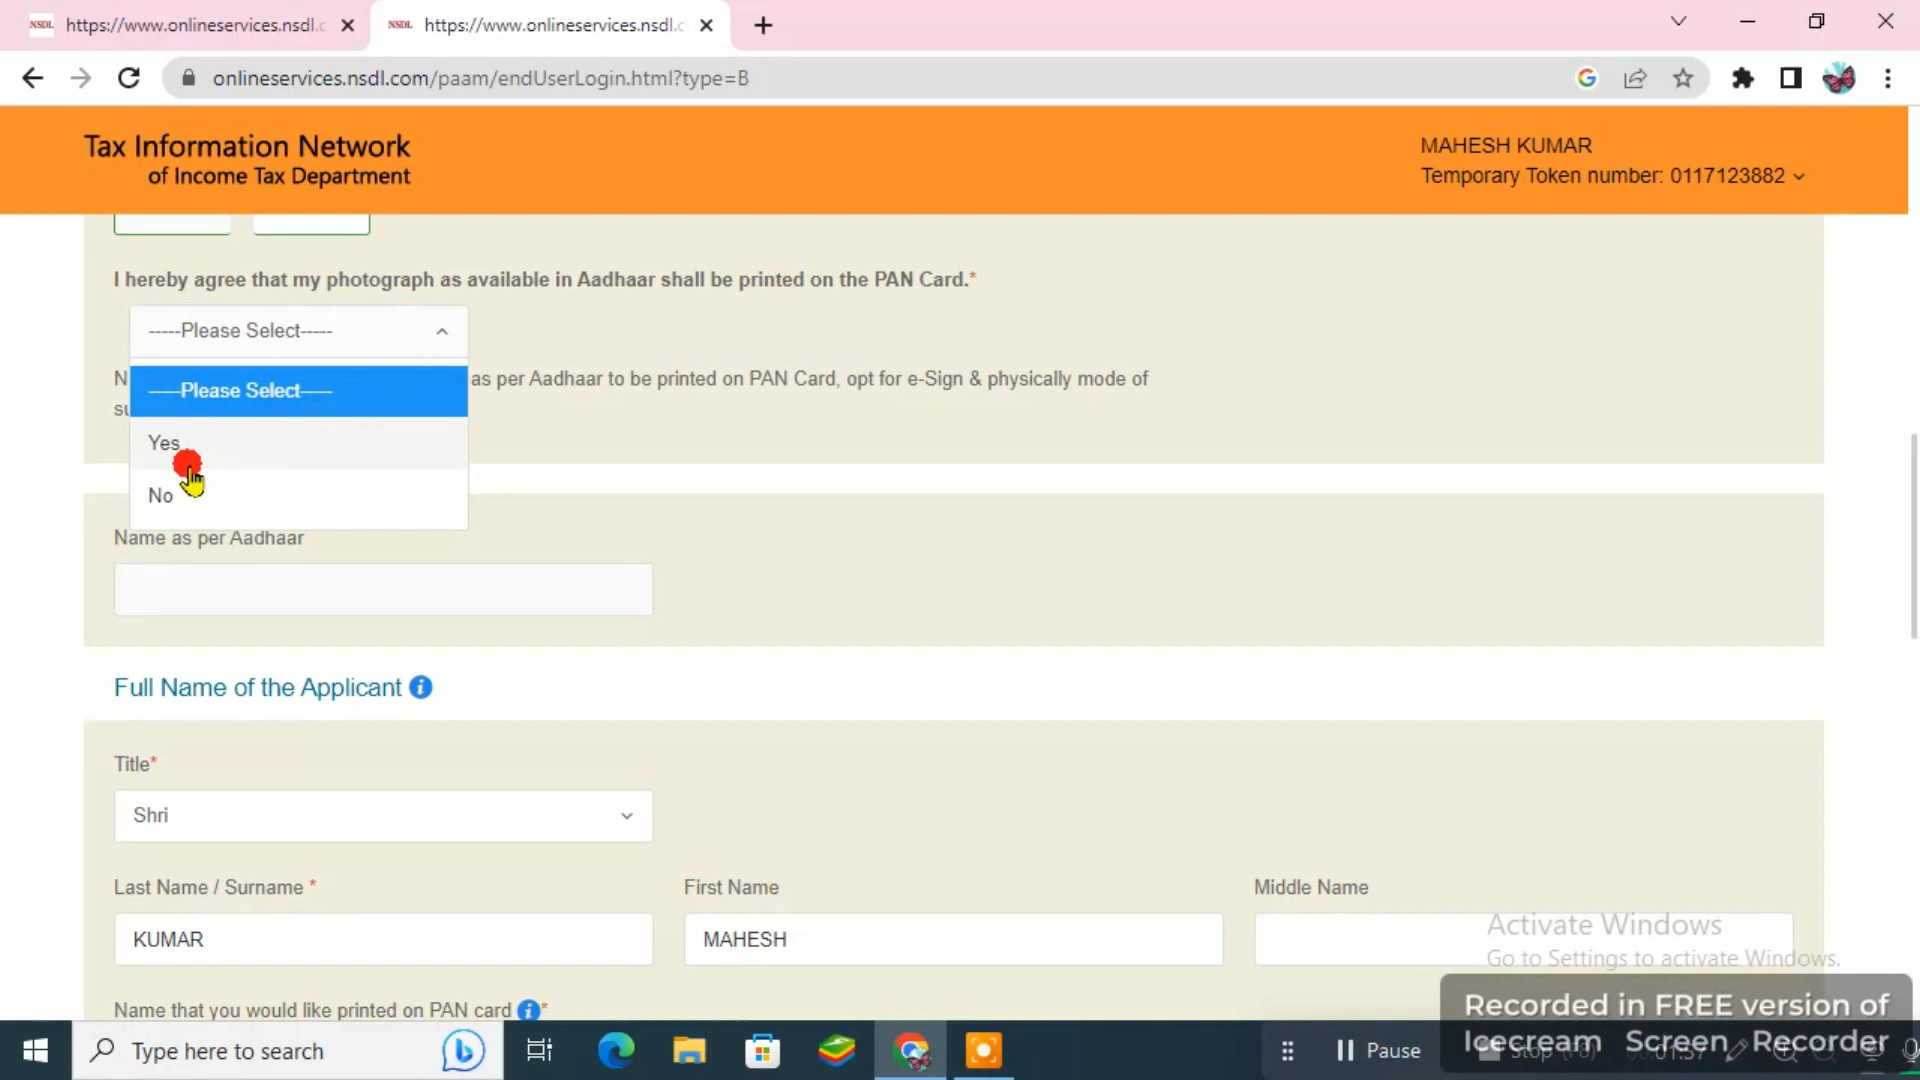 NSDL https://www.onlineservices.nsdl.c
NSDL https://www.onlineservices.nsdl.c
onlineservices.nsdl.com/paam/endUserLogin.html?type=B
Tax Information Network
of Income Tax Department
MAHESH KUMAR
Temporary Token number: 0117123882
I hereby agree that my photograph as available in Aadhaar shall be printed on the PAN Card.*
-----Please Select-----
-----Please Select-----
as per Aadhaar to be printed on PAN Card, opt for e-Sign & physically mode of
Yes
No
Name as per Aadhaar
Full Name of the Applicant
Title*
Shri
Last Name / Surname *
First Name
Middle Name
KUMAR
MAHESH
Activate Windows
Go to Settings to activate Windows.
Name that you would like printed on PAN card *
Recorded in FREE version of
Icecream Screen Recorder
Type here to search
Pause